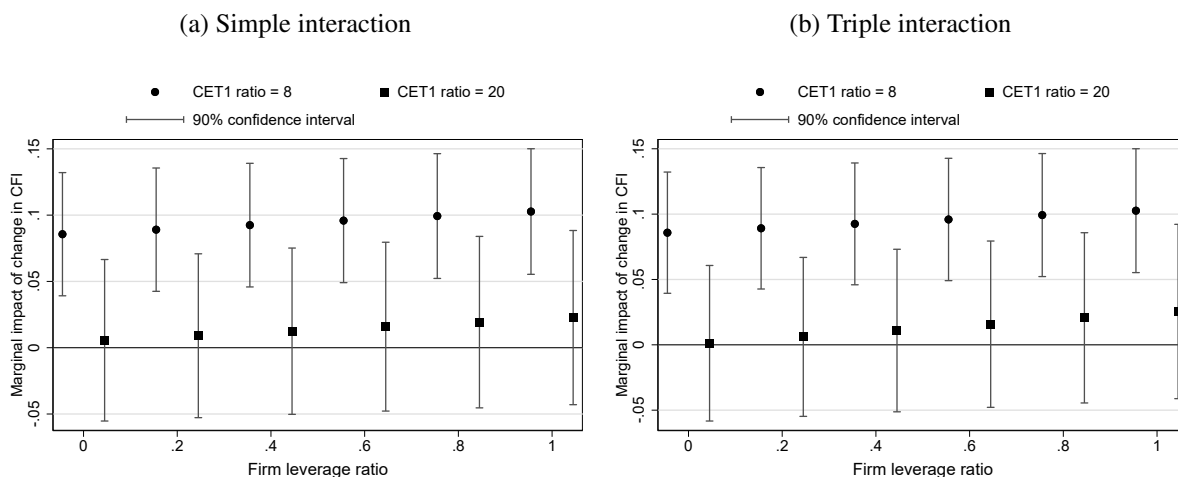 (a) Simple interaction
CET1 ratio = 8 CET1 ratio = 20
90% confidence interval
Marginal impact of change in CFI
.15
.1
.05
0
-.05
0 .2 .4 .6 .8 1
Firm leverage ratio
(b) Triple interaction
CET1 ratio = 8 CET1 ratio = 20
90% confidence interval
Marginal impact of change in CFI
.15
.1
.05
0
-.05
0 .2 .4 .6 .8 1
Firm leverage ratio